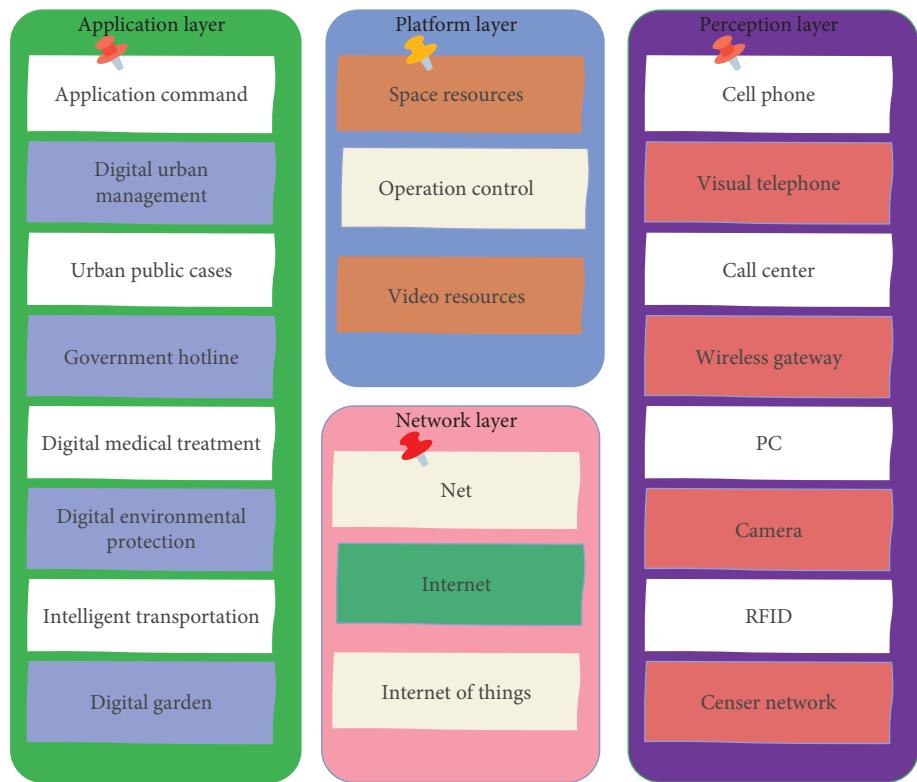 Application layer
Application command
Digital urban
management
Urban public cases
Government hotline
Digital medical treatment
Digital environmental
protection
Intelligent transportation
Digital garden
Platform layer
Space resources
Operation control
Video resources
Network layer
Net
Internet
Internet of things
Perception layer
Cell phone
Visual telephone
Call center
Wireless gateway
PC
Camera
RFID
Censer network